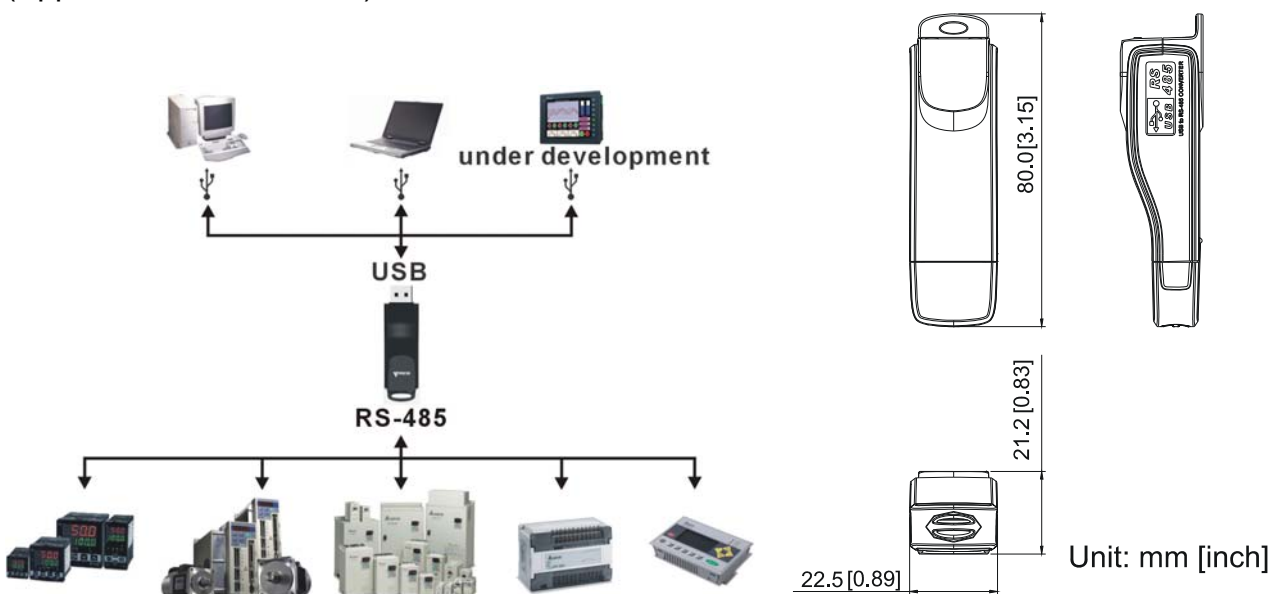 under development
USB
RS-485
80.0[3.15]
RS
485
USB
USB to RS-485 CONVERTER
21.2[0.83]
22.5[0.89]
Unit: mm [inch]